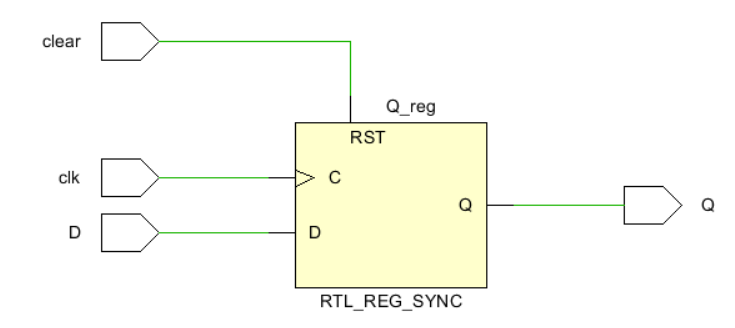 clear
Q_reg
RST
clk
C
Q
Q
D
D
RTL_REG_SYNC